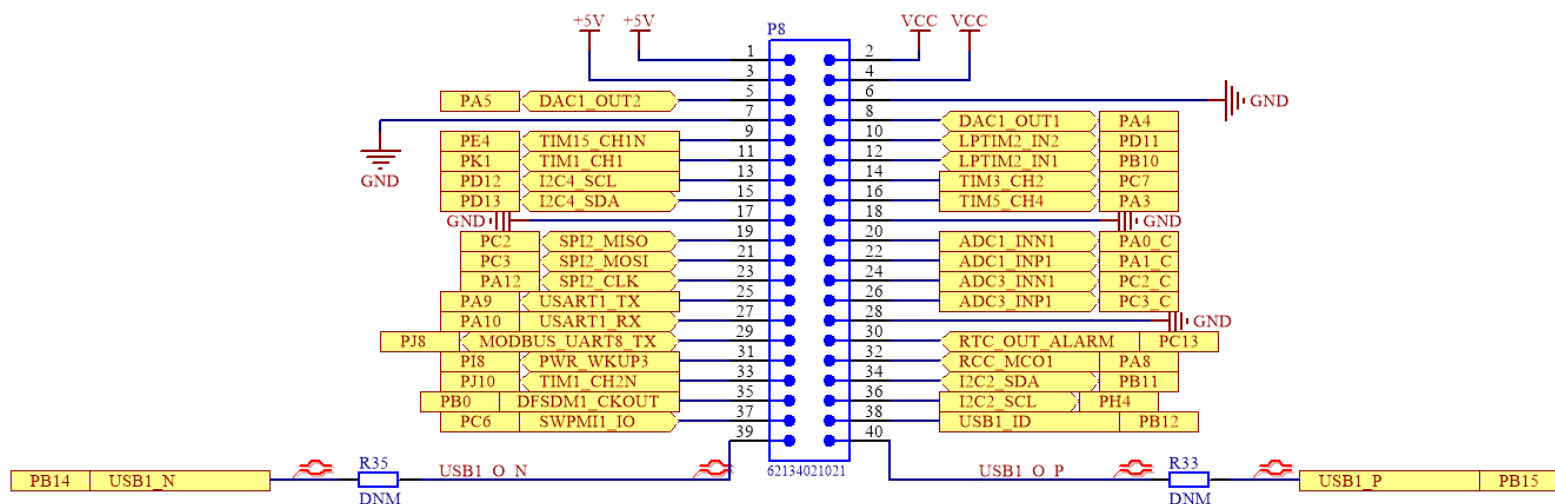 +5V +5V VCC VCC
P8
1 2
3 4
PA5 DAC1_OUT2 5 6 GND
7 8 DAC1_OUT1 PA4
PE4 TIM15_CH1N 9 10 LPTIM2_IN2 PD11
PK1 TIM1_CH1 11 12 LPTIM2_IN1 PB10
GND
PD12 I2C4_SCL 13 14 TIM3_CH2 PC7
PD13 I2C4_SDA 15 16 TIM5_CH4 PA3
GND 17 18 GND
PC2 SPI2_MISO 19 20 ADC1_INN1 PA0_C
PC3 SPI2_MOSI 21 22 ADC1_INP1 PA1_C
PA12 SPI2_CLK 23 24 ADC3_INN1 PC2_C
PA9 USART1_TX 25 26 ADC3_INP1 PC3_C
PA10 USART1_RX 27 28 GND
PJ8 MODBUS_UART8_TX 29 30 RTC_OUT_ALARM PC13
PI8 PWR_WKUP3 31 32 RCC_MCO1 PA8
PJ10 TIM1_CH2N 33 34 I2C2_SDA PB11
PB0 DFSDM1_CKOUT 35 36 I2C2_SCL PH4
PC6 SWPMI1_IO 37 38 USB1_ID PB12
39 40
R35 USB1_O_N 62134021021 USB1_O_P R33
PB14 USB1_N USB1_P PB15
DNM DNM